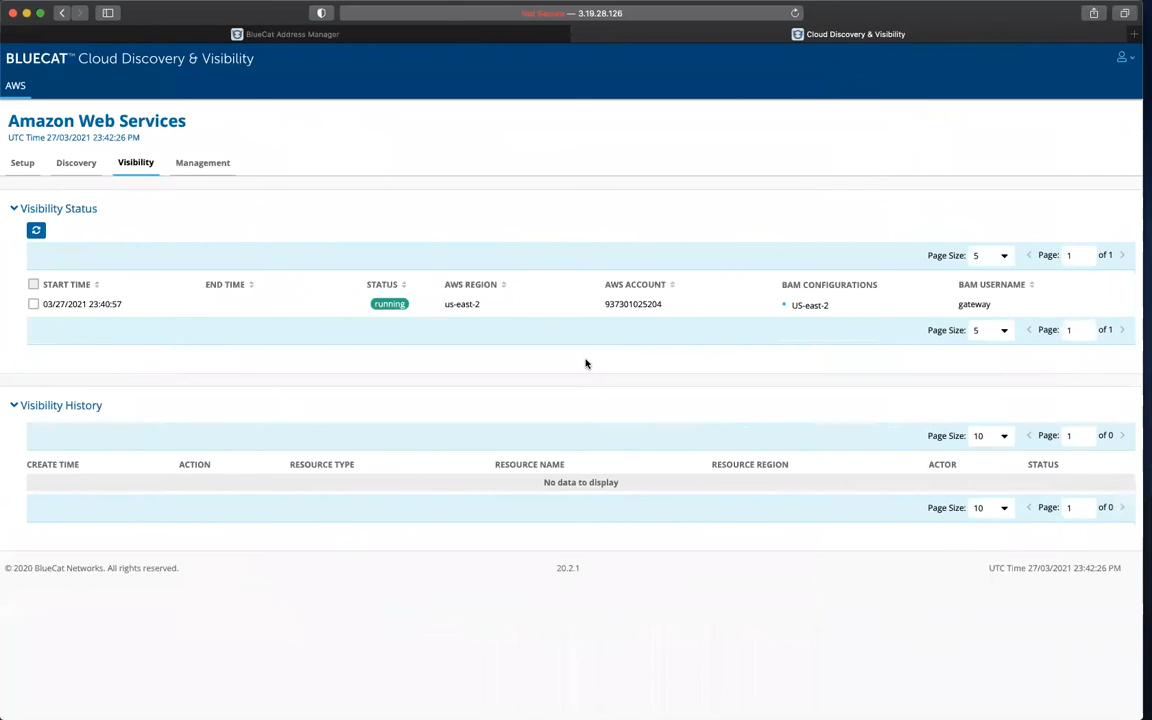 Not Secure — 3.19.28.126
BlueCat Address Manager
Cloud Discovery & Visibility
BLUECAT™ Cloud Discovery & Visibility
AWS
Amazon Web Services
UTC Time 27/03/2021 23:42:26 PM
Setup Discovery Visibility Management
Visibility Status
Page Size: 5 Page: 1 of 1
START TIME END TIME STATUS AWS REGION AWS ACCOUNT BAM CONFIGURATIONS BAM USERNAME
03/27/2021 23:40:57 running us-east-2 937301025204 US-east-2 gateway
Page Size: 5 Page: 1 of 1
Visibility History
Page Size: 10 Page: 1 of 0
CREATE TIME ACTION RESOURCE TYPE RESOURCE NAME RESOURCE REGION ACTOR STATUS
No data to display
Page Size: 10 Page: 1 of 0
© 2020 BlueCat Networks. All rights reserved. 20.2.1 UTC Time 27/03/2021 23:42:26 PM